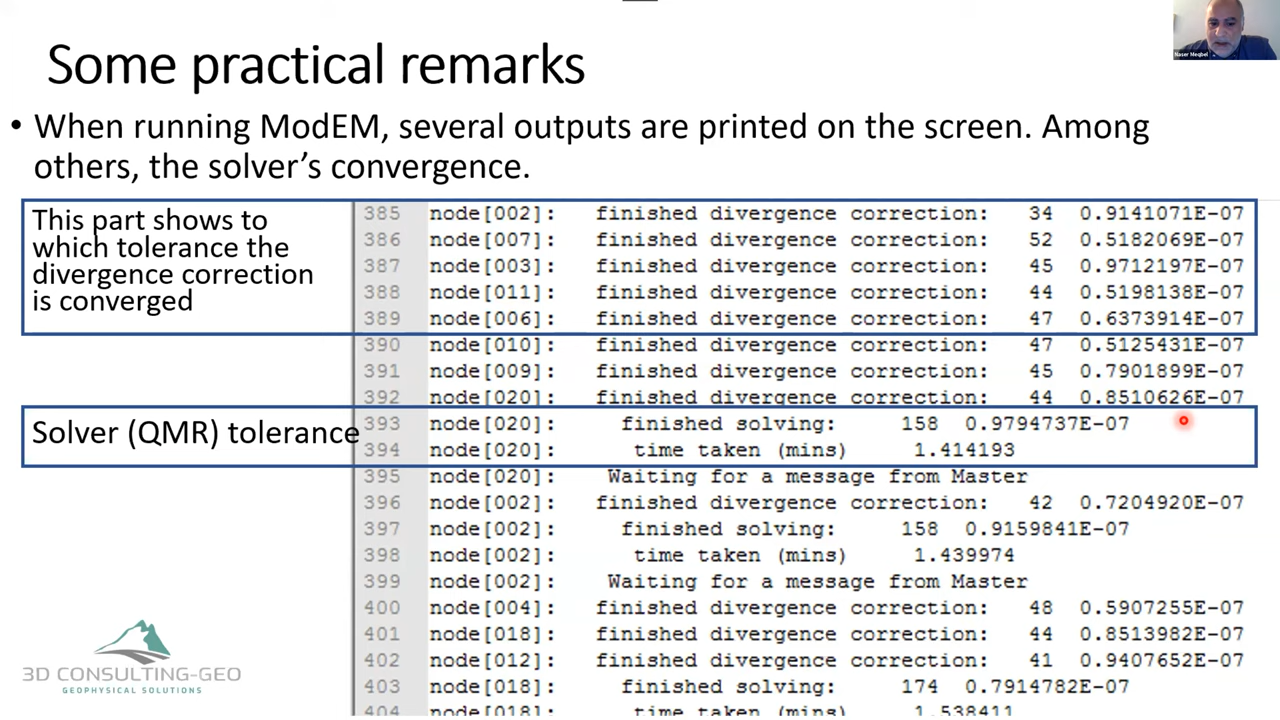 Some practical remarks
Naser Meqbel
• When running ModEM, several outputs are printed on the screen. Among
others, the solver’s convergence.
This part shows to
which tolerance the
divergence correction
is converged
Solver (QMR) tolerance
385 node[002]: finished divergence correction: 34 0.9141071E-07
386 node[007]: finished divergence correction: 52 0.5182069E-07
387 node[003]: finished divergence correction: 45 0.9712197E-07
388 node[011]: finished divergence correction: 44 0.5198138E-07
389 node[006]: finished divergence correction: 47 0.6373914E-07
390 node[010]: finished divergence correction: 47 0.5125431E-07
391 node[009]: finished divergence correction: 45 0.7901899E-07
392 node[020]: finished divergence correction: 44 0.8510626E-07
393 node[020]: finished solving: 158 0.9794737E-07
394 node[020]: time taken (mins) 1.414193
395 node[020]: Waiting for a message from Master
396 node[002]: finished divergence correction: 42 0.7204920E-07
397 node[002]: finished solving: 158 0.9159841E-07
398 node[002]: time taken (mins) 1.439974
399 node[002]: Waiting for a message from Master
400 node[004]: finished divergence correction: 48 0.5907255E-07
401 node[018]: finished divergence correction: 44 0.8513982E-07
402 node[012]: finished divergence correction: 41 0.9407652E-07
403 node[018]: finished solving: 174 0.7914782E-07
404 node[018]: time taken (mins) 1.538411
3D CONSULTING-GEO
GEOPHYSICAL SOLUTIONS